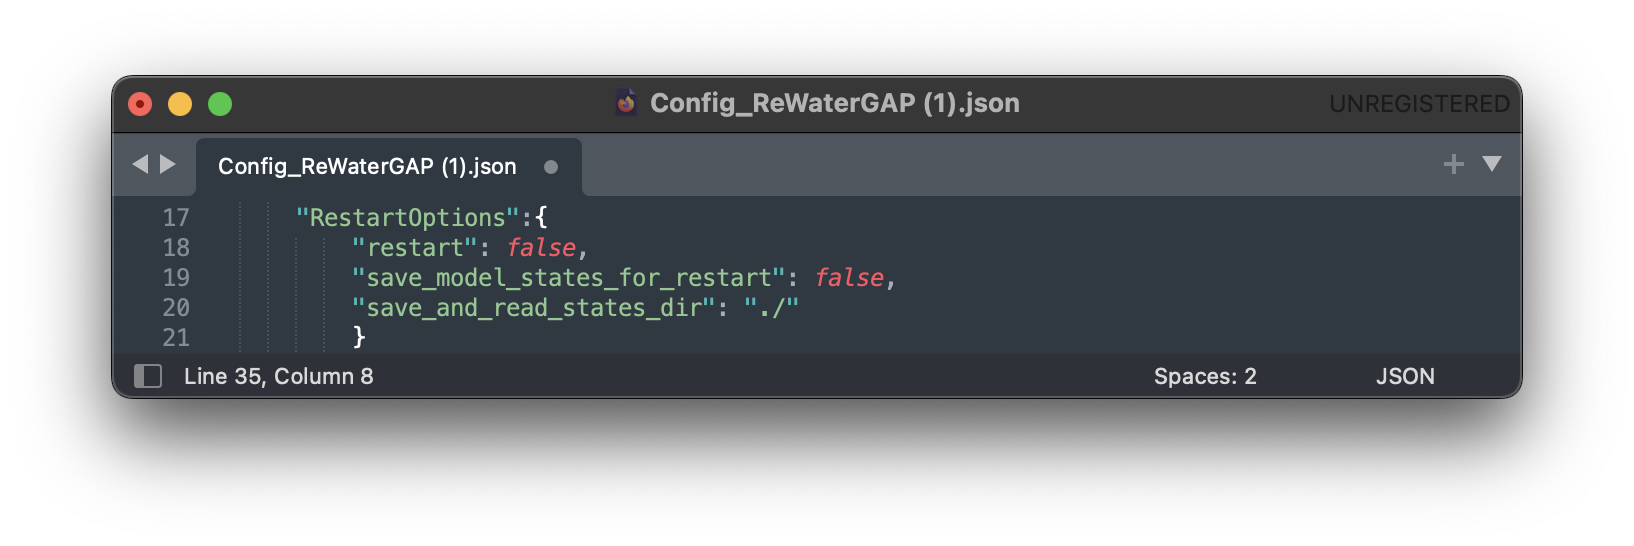 Config_ReWaterGAP (1).json
UNREGISTERED
Config_ReWaterGAP (1).json
17 "RestartOptions":{
18 "restart": false,
19 "save_model_states_for_restart": false,
20 "save_and_read_states_dir": "./"
21 }
Line 35, Column 8
Spaces: 2
JSON